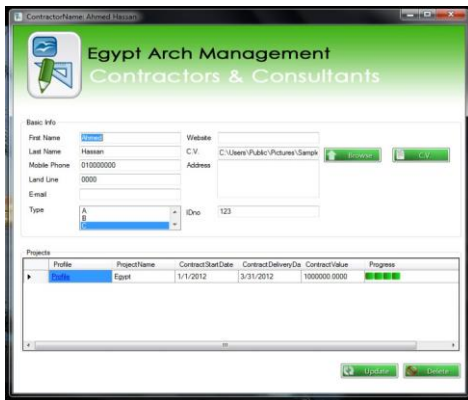 ContractorName: Ahmed Hassan
Egypt Arch Management
Contractors & Consultants
Basic Info
First Name Ahmed Website
Last Name Hassan C.V. C:\Users\Public\Pictures\Sampl Browse C.V.
Mobile Phone 010000000 Address
Land Line 0000
E-mail
Type A
B
C
IDno 123
Projects
Profile ProjectName ContractStartDate ContractDeliveryDa ContractValue Progress
Profile Egypt 1/1/2012 3/31/2012 1000000.0000
Update Delete